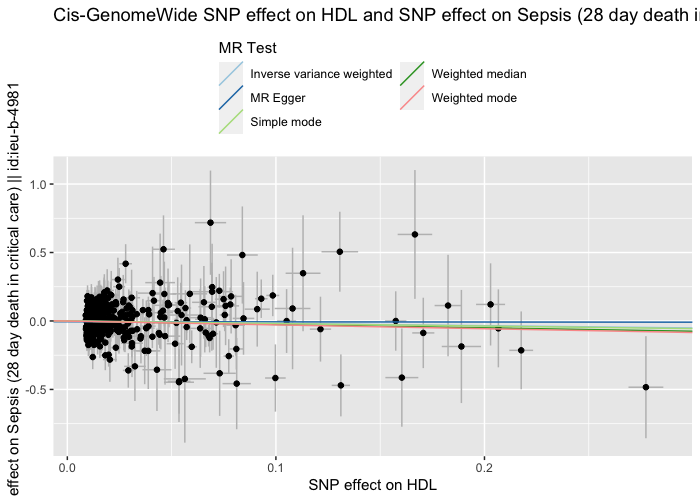 Cis-GenomeWide SNP effect on HDL and SNP effect on Sepsis (28 day death i
MR Test
Inverse variance weighted
MR Egger
Simple mode
Weighted median
Weighted mode
effect on Sepsis (28 day death in critical care) || id:ieu-b-4981
1.0
0.5
0.0
-0.5
0.0
0.1
0.2
SNP effect on HDL